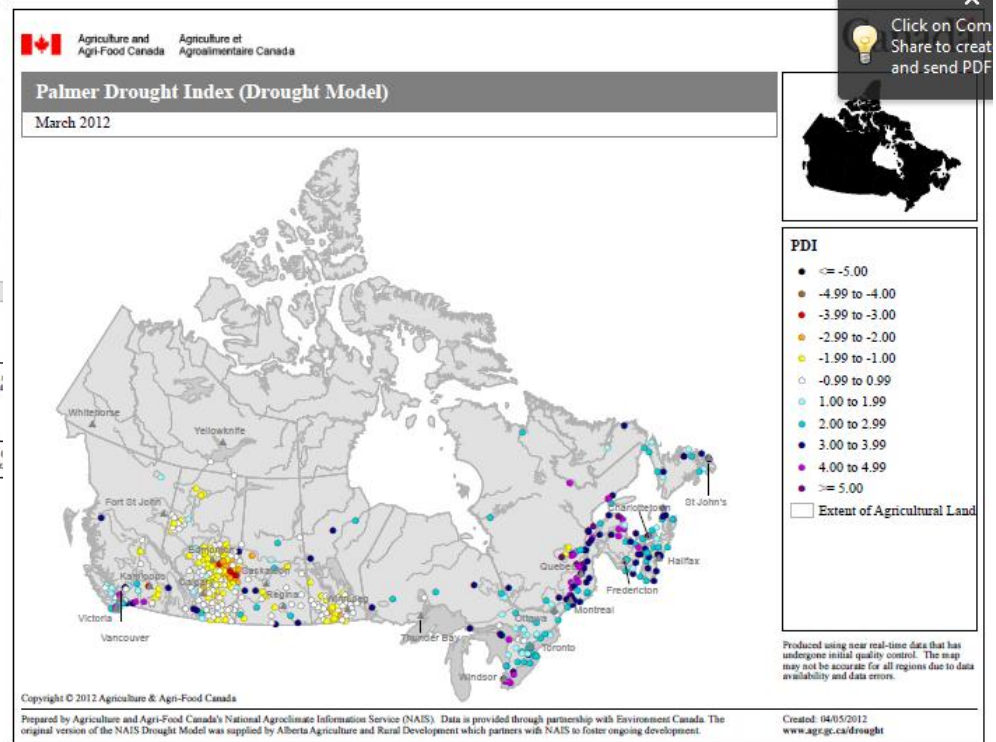 Agriculture and
Agri-Food Canada
Agriculture et
Agroalimentaire Canada
Click on Com
Share to creat
and send PDF
Palmer Drought Index (Drought Model)
March 2012
PDI
<= -5.00
-4.99 to -4.00
-3.99 to -3.00
-2.99 to -2.00
-1.99 to -1.00
-0.99 to 0.99
1.00 to 1.99
2.00 to 2.99
3.00 to 3.99
4.00 to 4.99
>= 5.00
Extent of Agricultural Land
Whitehorse
Yellowknife
Fort St John
Edmonton
Kamloops
Calgary
Saskatoon
Regina
Winnipeg
Victoria
Vancouver
Thunder Bay
Windsor
Toronto
Ottawa
Montreal
Quebec
Fredericton
Halifax
Charlottetown
St John's
Produced using near real-time data that has
undergone initial quality control. The map
may not be accurate for all regions due to data
availability and data errors.
Copyright © 2012 Agriculture & Agri-Food Canada
Prepared by Agriculture and Agri-Food Canada's National Agroclimate Information Service (NAIS). Data is provided through partnership with Environment Canada. The
original version of the NAIS Drought Model was supplied by Alberta Agriculture and Rural Development which partners with NAIS to foster ongoing development.
Created: 04/05/2012
www.agr.gc.ca/drought